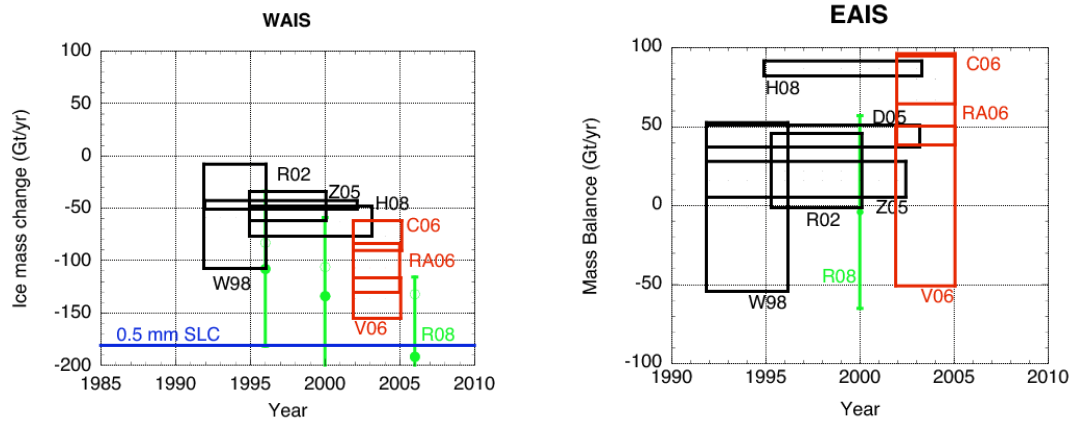 WAIS
Ice mass change (Gt/yr)
100
50
0
-50
-100
-150
-200
R02
Z05
H08
C06
RA06
W98
V06
0.5 mm SLC
R08
1985 1990 1995 2000 2005 2010
Year
EAIS
Mass Balance (Gt/yr)
100
50
0
-50
-100
C06
H08
RA06
D05
R02
Z05
R08
W98
V06
1990 1995 2000 2005 2010
Year